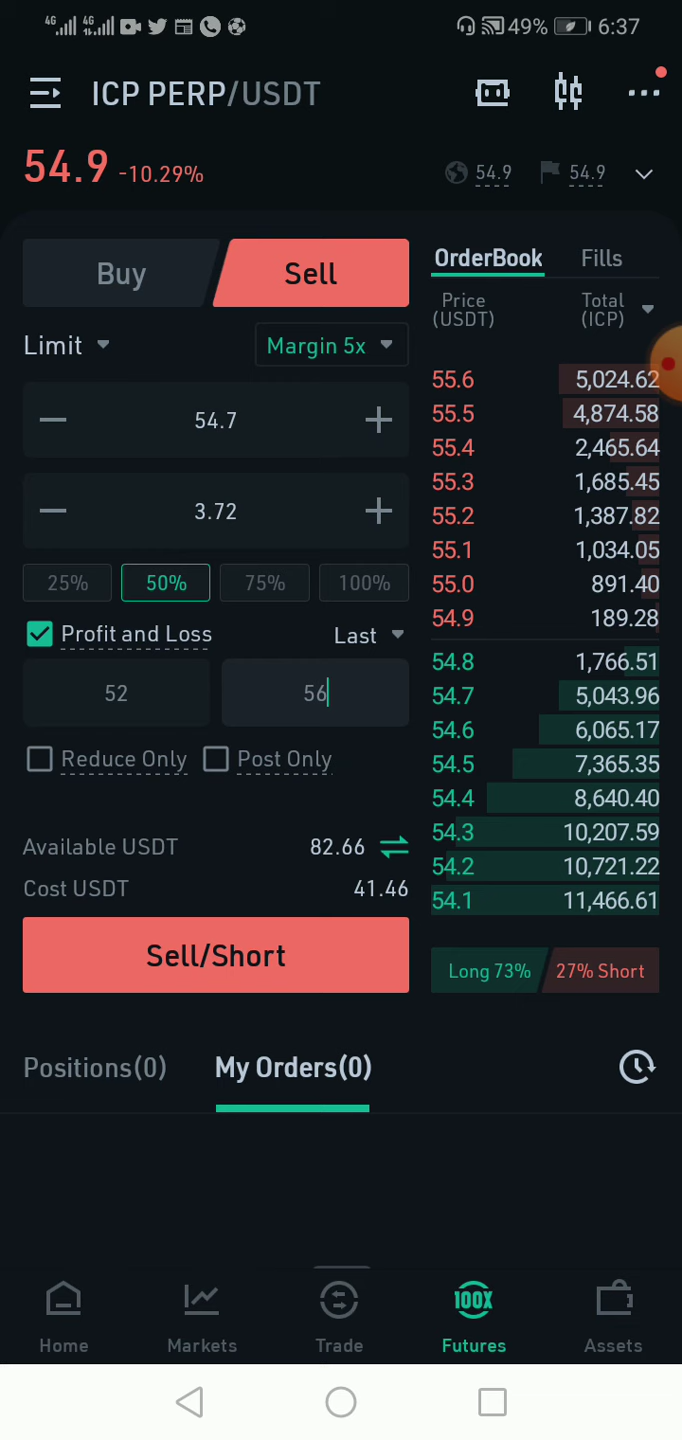 4G 4G 49% 6:37
ICP PERP/USDT
54.9 -10.29% 54.9 54.9
Buy Sell
Limit Margin 5x
54.7
3.72
25% 50% 75% 100%
Profit and Loss Last
52 56
Reduce Only Post Only
Available USDT 82.66
Cost USDT 41.46
Sell/Short
OrderBook Fills
Price Total
(USDT) (ICP)
55.6 5,024.62
55.5 4,874.58
55.4 2,465.64
55.3 1,685.45
55.2 1,387.82
55.1 1,034.05
55.0 891.40
54.9 189.28
54.8 1,766.51
54.7 5,043.96
54.6 6,065.17
54.5 7,365.35
54.4 8,640.40
54.3 10,207.59
54.2 10,721.22
54.1 11,466.61
Long 73% 27% Short
Positions(0) My Orders(0)
100X
Home Markets Trade Futures Assets